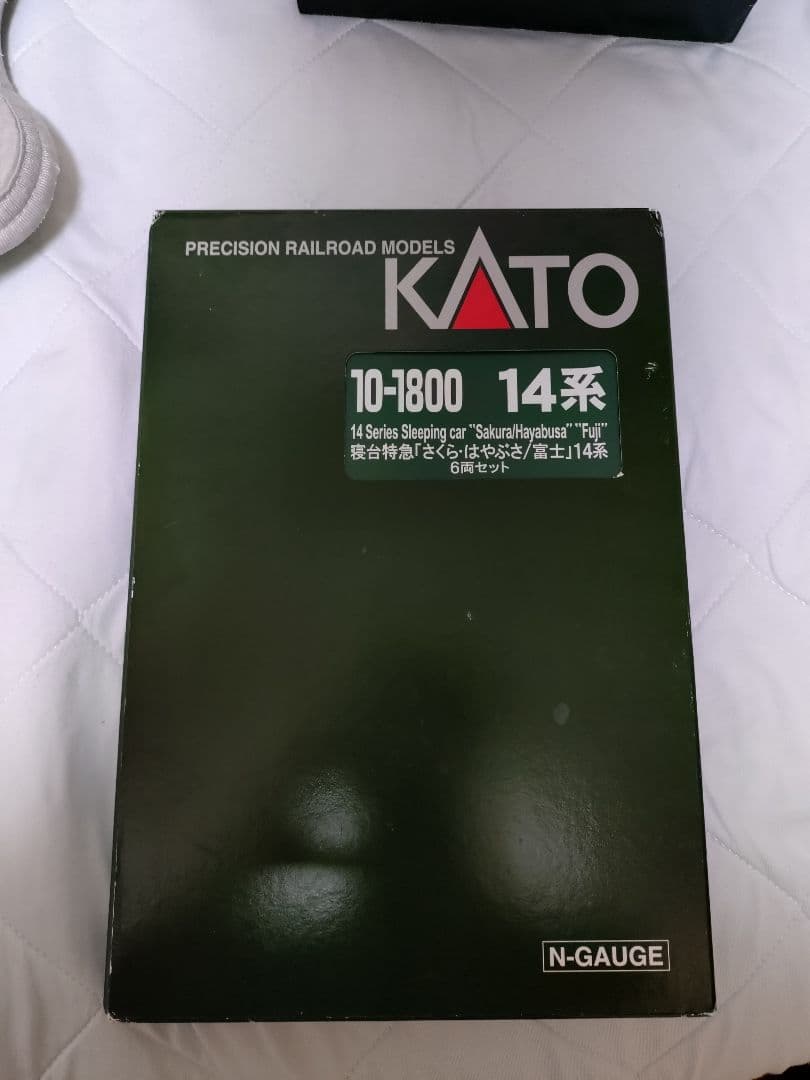 PRECISION RAILROAD MODELS
KATO
10-1800 14系
14 Series Sleeping car "Sakura/Hayabusa" "Fuji"
寝台特急「さくら・はやぶさ/富士」14系
6両セット
N-GAUGE